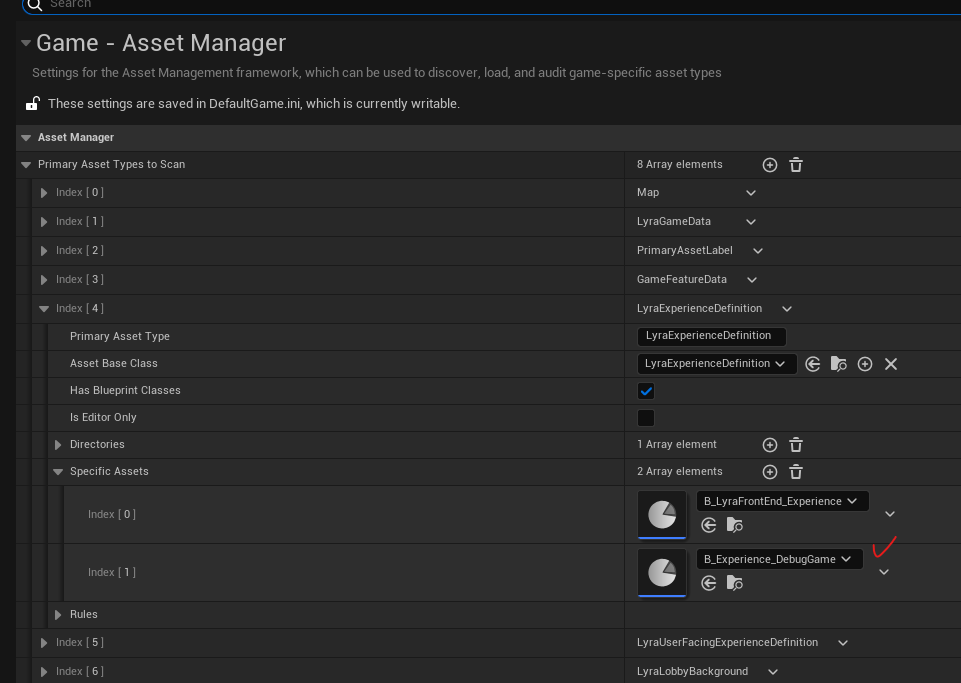 Search
Game - Asset Manager
Settings for the Asset Management framework, which can be used to discover, load, and audit game-specific asset types
These settings are saved in DefaultGame.ini, which is currently writable.
Asset Manager
Primary Asset Types to Scan 8 Array elements
Index [ 0 ] Map
Index [ 1 ] LyraGameData
Index [ 2 ] PrimaryAssetLabel
Index [ 3 ] GameFeatureData
Index [ 4 ] LyraExperienceDefinition
Primary Asset Type LyraExperienceDefinition
Asset Base Class LyraExperienceDefinition
Has Blueprint Classes
Is Editor Only
Directories 1 Array element
Specific Assets 2 Array elements
Index [ 0 ] B_LyraFrontEnd_Experience
Index [ 1 ] B_Experience_DebugGame
Rules
Index [ 5 ] LyraUserFacingExperienceDefinition
Index [ 6 ] LyraLobbyBackground